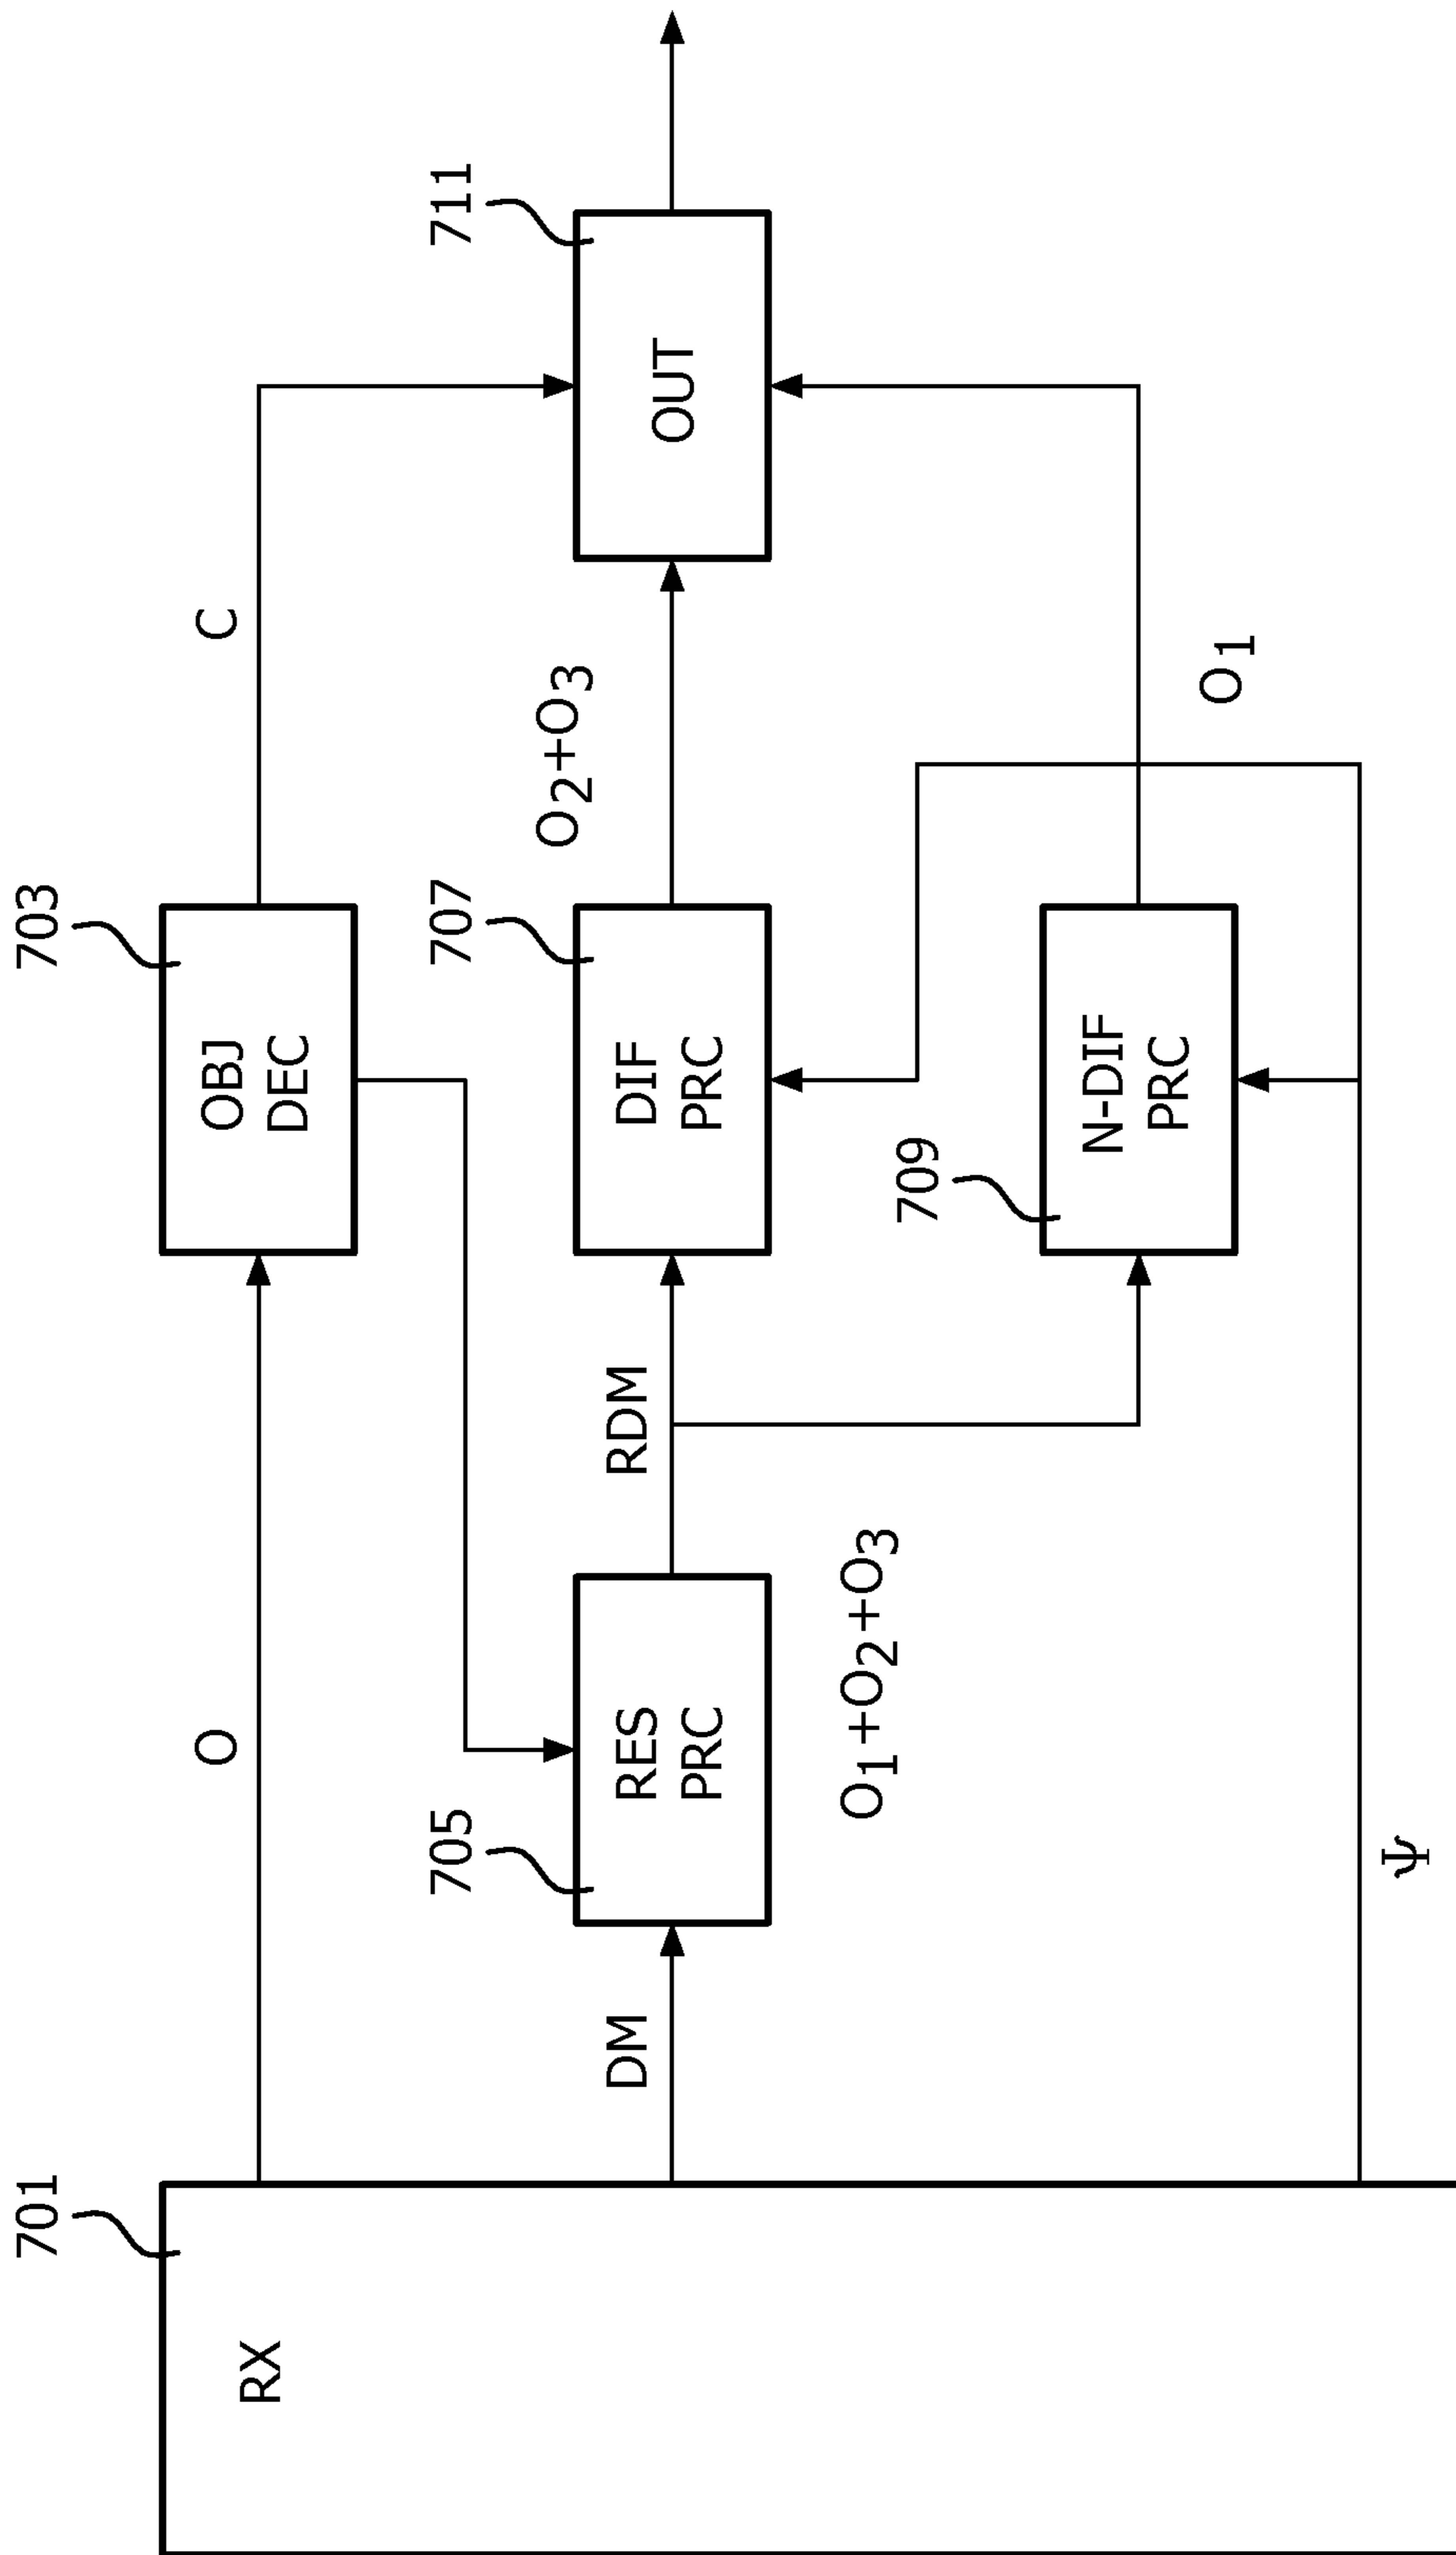 701
RX
O
703
OBJ
DEC
C
DM
705
RES
PRC
O1+O2+O3
RDM
707
DIF
PRC
O2+O3
711
OUT
709
N-DIF
PRC
O1
Ψ